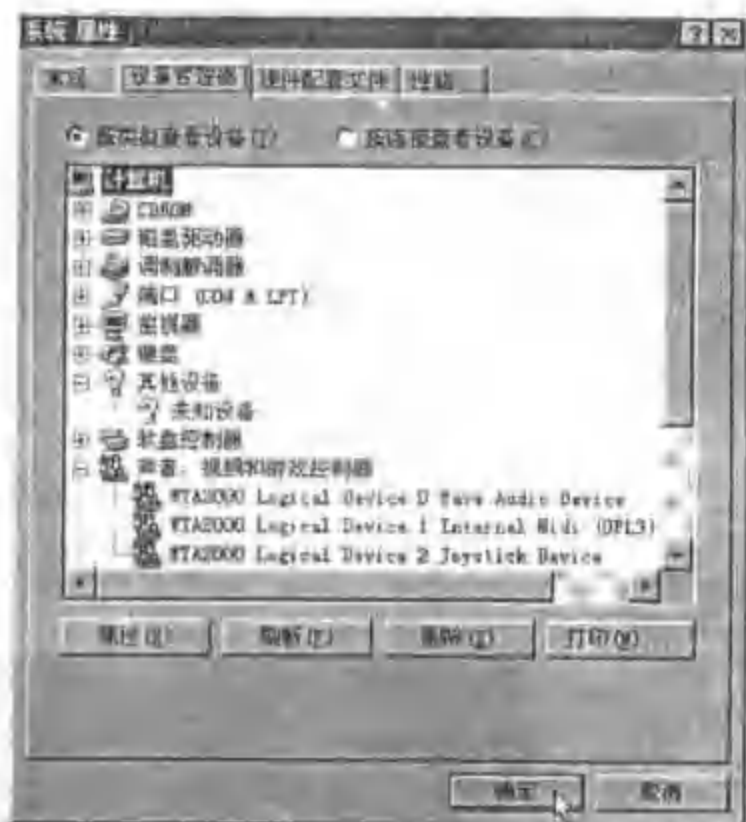 系统 属性
常规 设备管理器 硬件配置文件 性能
按类型查看设备(T) 按连接查看设备(C)
计算机
CDROM
磁盘驱动器
调制解调器
端口 (COM 和 LPT)
监视器
硬盘
其他设备
未知设备
软盘控制器
声音、视频和游戏控制器
WTA2000 Logical Device 0 Wave Audio Device
WTA2000 Logical Device 1 Internal Midi (OPL3)
WTA2000 Logical Device 2 Joystick Device
属性(R) 刷新(F) 删除(E) 打印(N)
确定 取消